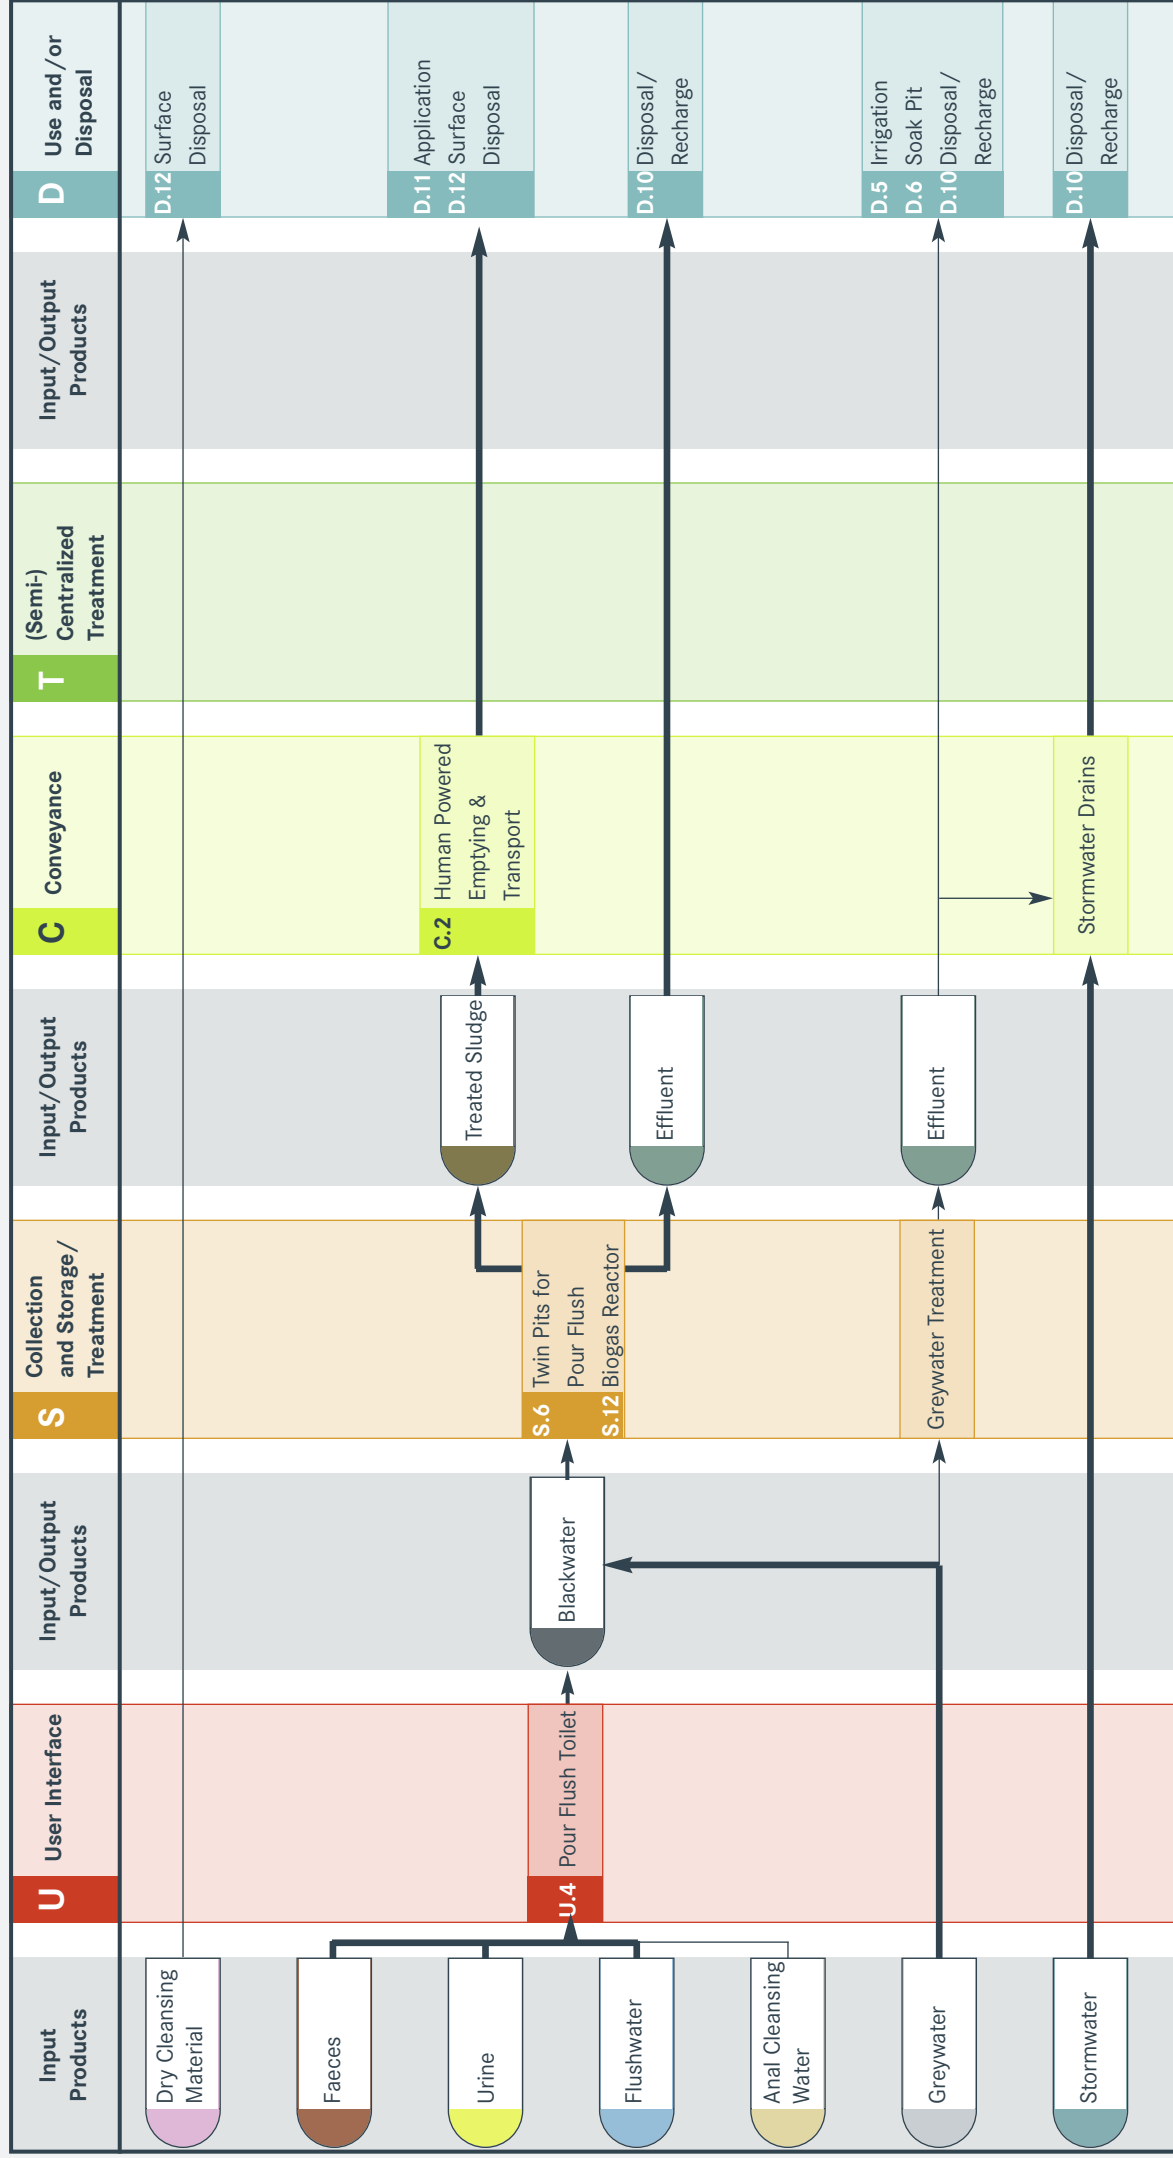 Input
Products
U
User Interface
Input/Output
Products
S
Collection
and Storage/
Treatment
Input/Output
Products
C
Conveyance
T
(Semi-)
Centralized
Treatment
Input/Output
Products
D
Use and/or
Disposal
Dry Cleansing
Material
D.12 Surface
Disposal
Faeces
Urine
Flushwater
Anal Cleansing
Water
Greywater
Stormwater
U.4 Pour Flush Toilet
Blackwater
S.6 Twin Pits for
Pour Flush
S.12 Biogas Reactor
Greywater Treatment
Treated Sludge
Effluent
Effluent
C.2 Human Powered
Emptying &
Transport
Stormwater Drains
D.11 Application
D.12 Surface
Disposal
D.10 Disposal/
Recharge
D.5 Irrigation
D.6 Soak Pit
D.10 Disposal/
Recharge
D.10 Disposal/
Recharge